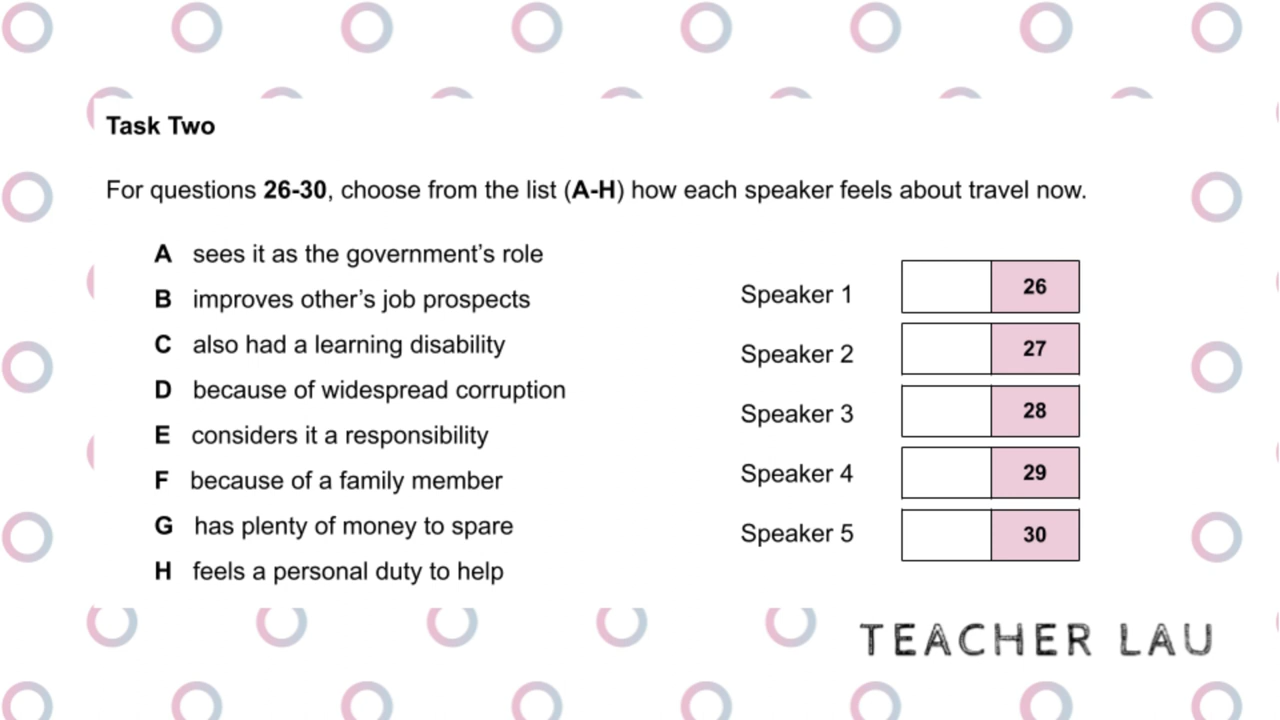 Task Two
For questions 26-30, choose from the list (A-H) how each speaker feels about travel now.
A sees it as the government’s role
B improves other’s job prospects
C also had a learning disability
D because of widespread corruption
E considers it a responsibility
F because of a family member
G has plenty of money to spare
H feels a personal duty to help
Speaker 1 26
Speaker 2 27
Speaker 3 28
Speaker 4 29
Speaker 5 30
TEACHER LAU